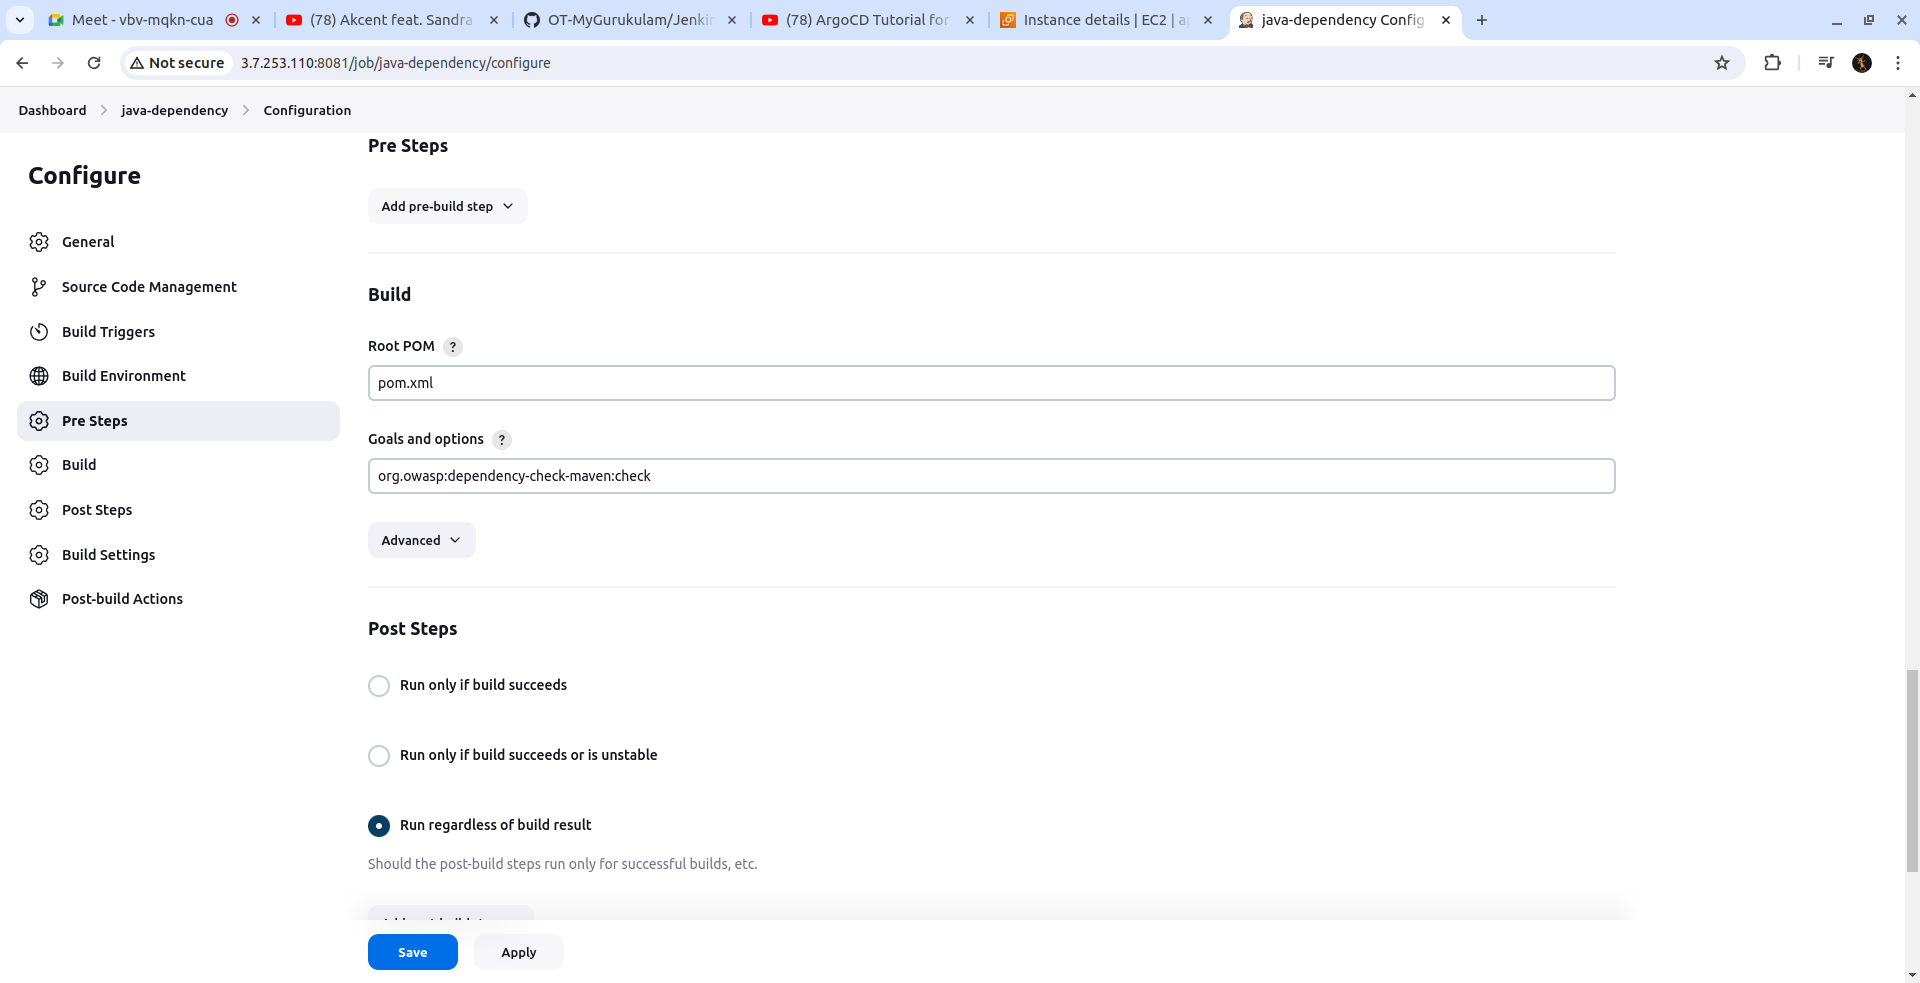 Meet - vbv-mqkn-cua
(78) Akcent feat. Sandra
OT-MyGurukulam/Jenkin
(78) ArgoCD Tutorial for
Instance details | EC2 | ap
java-dependency Config
Not secure
3.7.253.110:8081/job/java-dependency/configure
Dashboard
java-dependency
Configuration
Configure
General
Source Code Management
Build Triggers
Build Environment
Pre Steps
Build
Post Steps
Build Settings
Post-build Actions
Pre Steps
Add pre-build step
Build
Root POM ?
pom.xml
Goals and options ?
org.owasp:dependency-check-maven:check
Advanced
Post Steps
Run only if build succeeds
Run only if build succeeds or is unstable
Run regardless of build result
Should the post-build steps run only for successful builds, etc.
Save
Apply